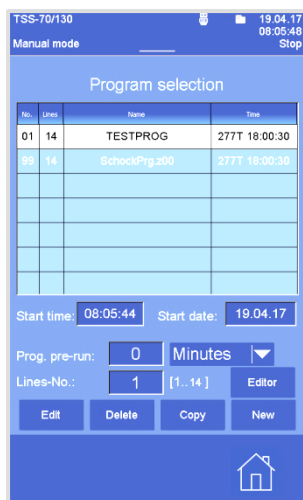 TSS-70/130 19.04.17
08:05:48
Manual mode Stop
Program selection
No. Lines Name Time
01 14 TESTPROG 277T 18:00:30
99 14 SchockPrg.z00 277T 18:00:30
Start time: 08:05:44 Start date: 19.04.17
Prog. pre-run: 0 Minutes
Lines-No.: 1 [1..14] Editor
Edit Delete Copy New